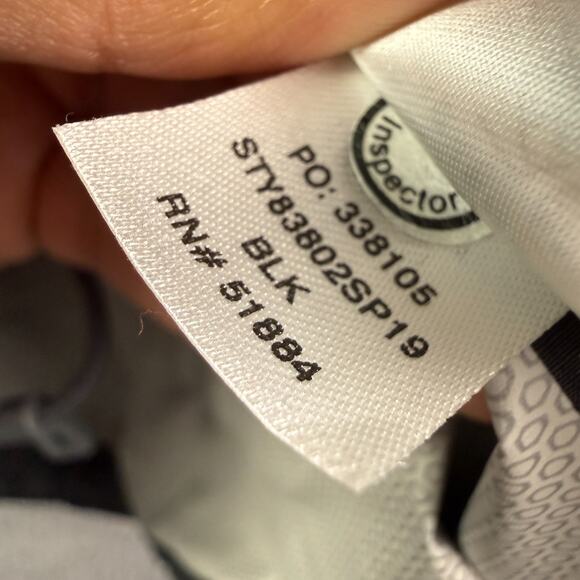 Inspector
PO: 338105
STY83802SP19
BLK
RN# 51884